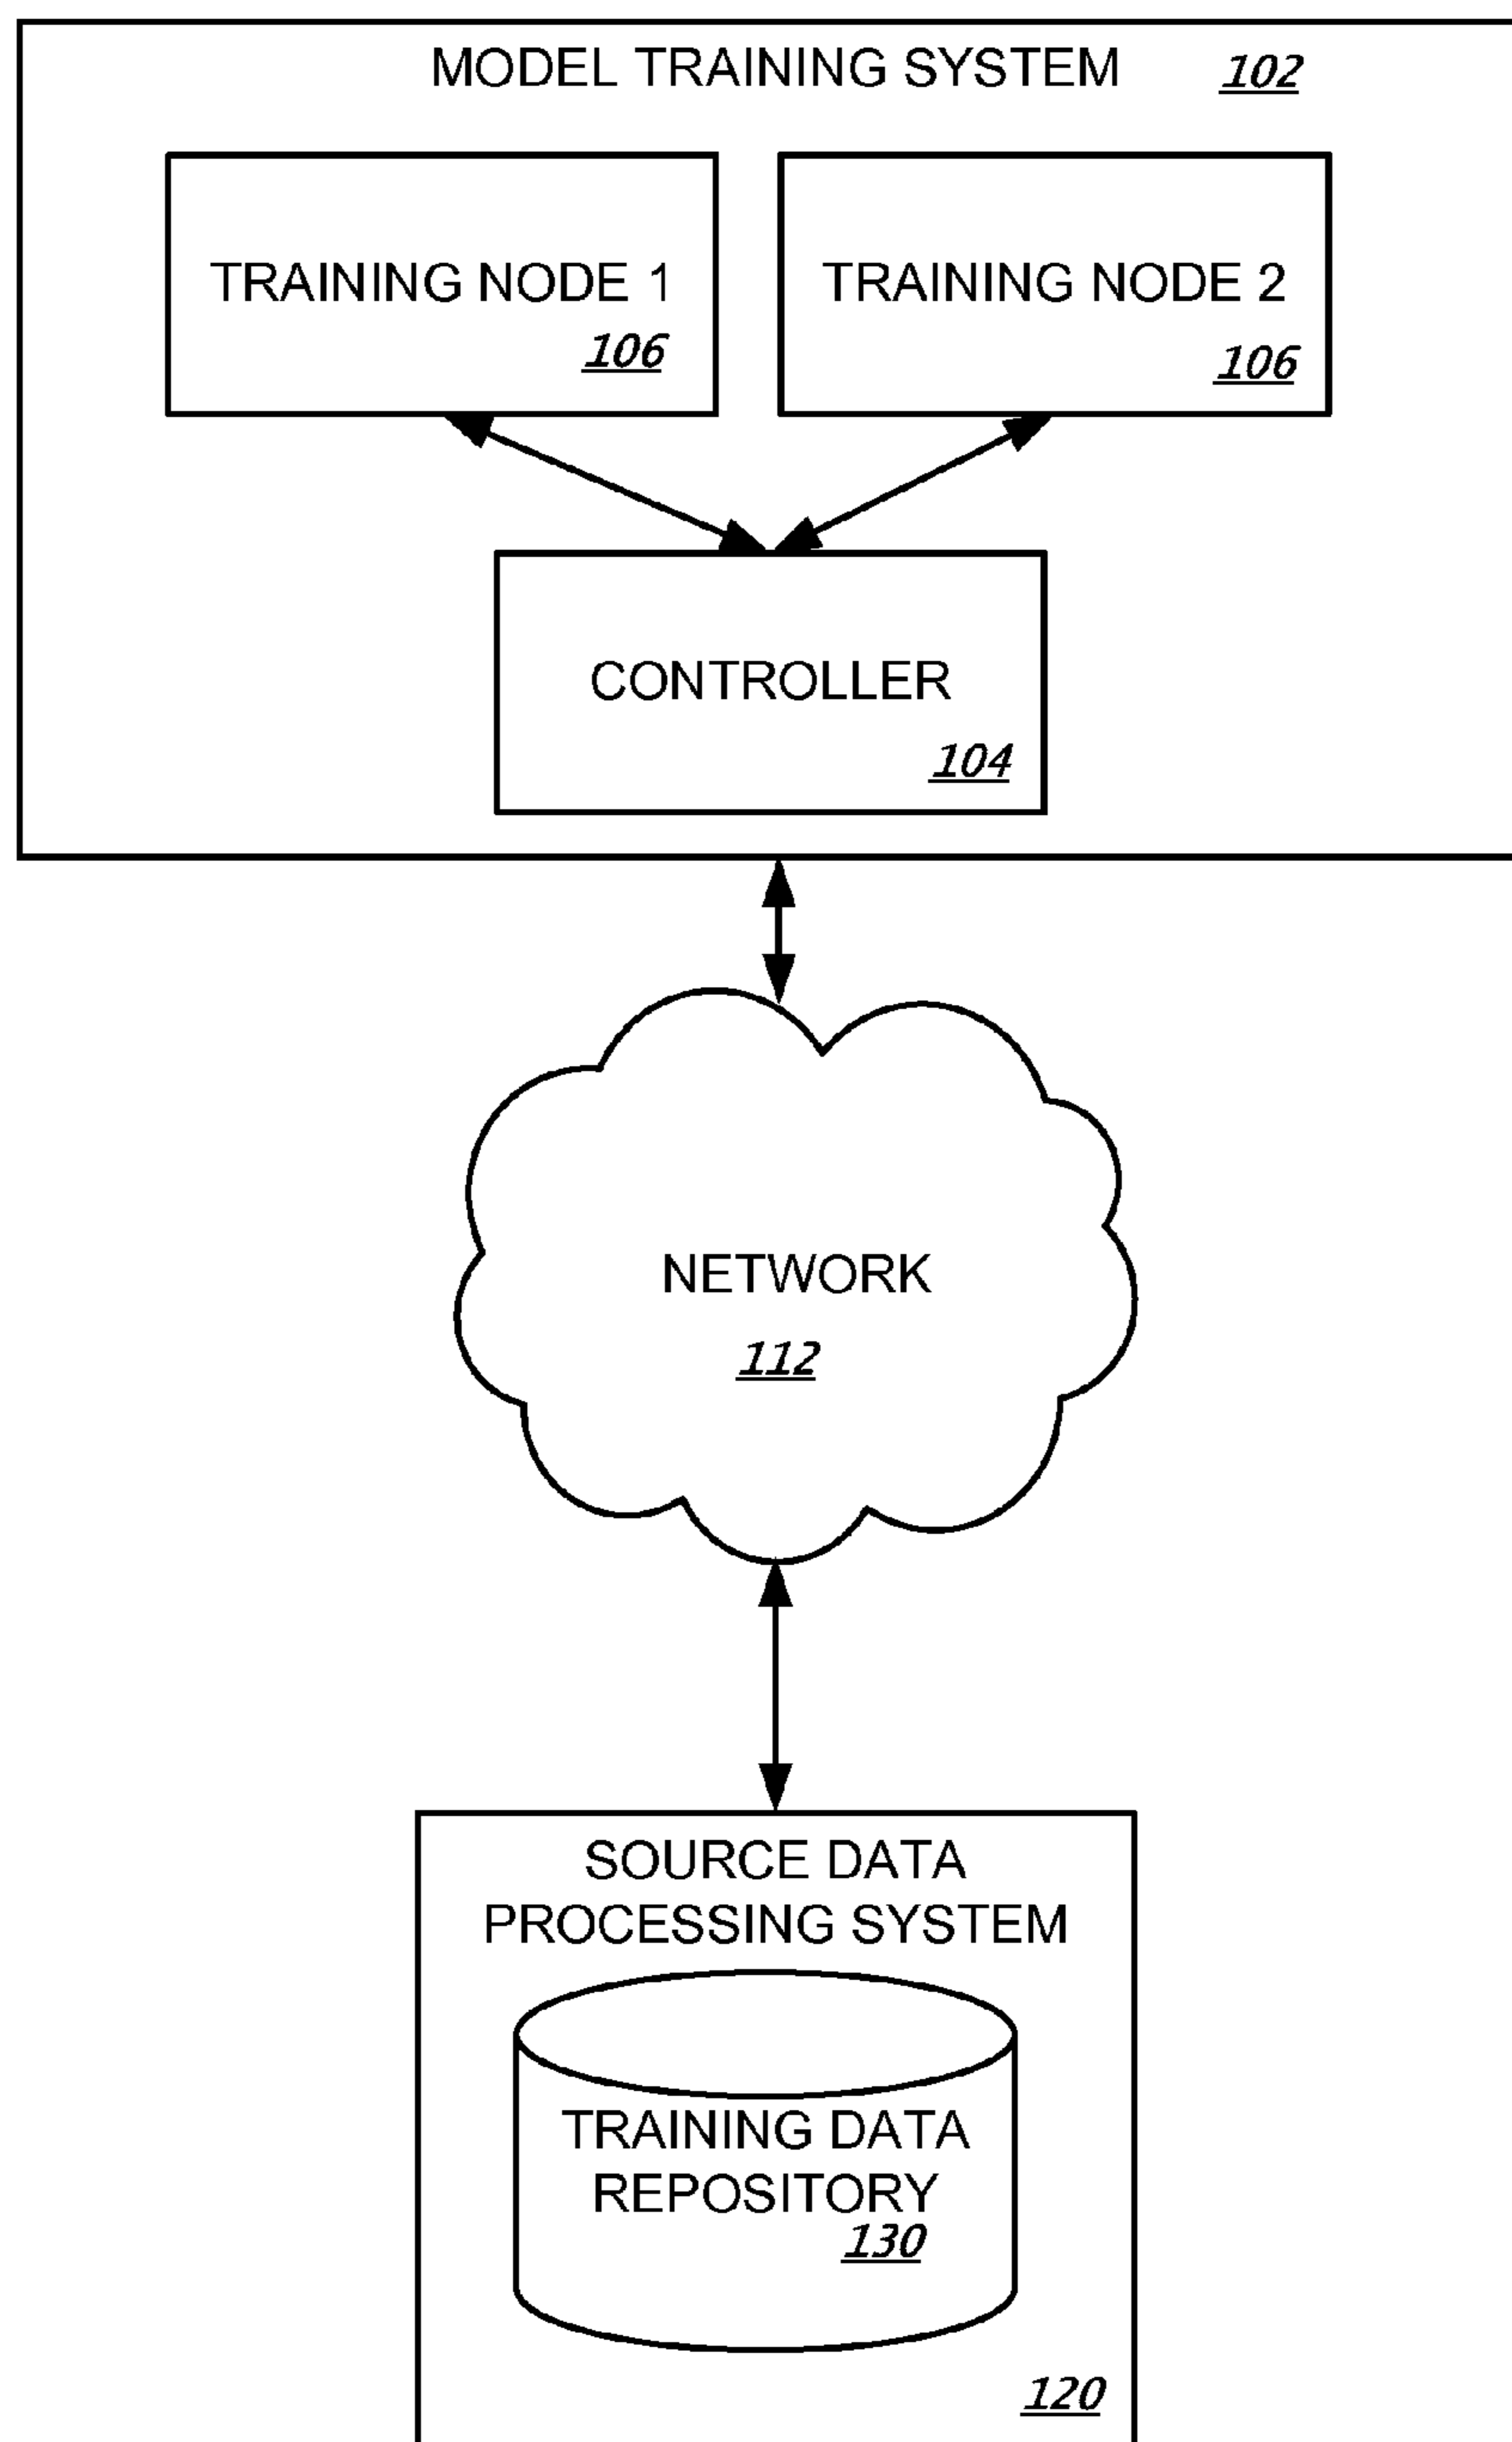 MODEL TRAINING SYSTEM 102
TRAINING NODE 1
106
TRAINING NODE 2
106
CONTROLLER
104
NETWORK
112
SOURCE DATA
PROCESSING SYSTEM
TRAINING DATA
REPOSITORY
130
120